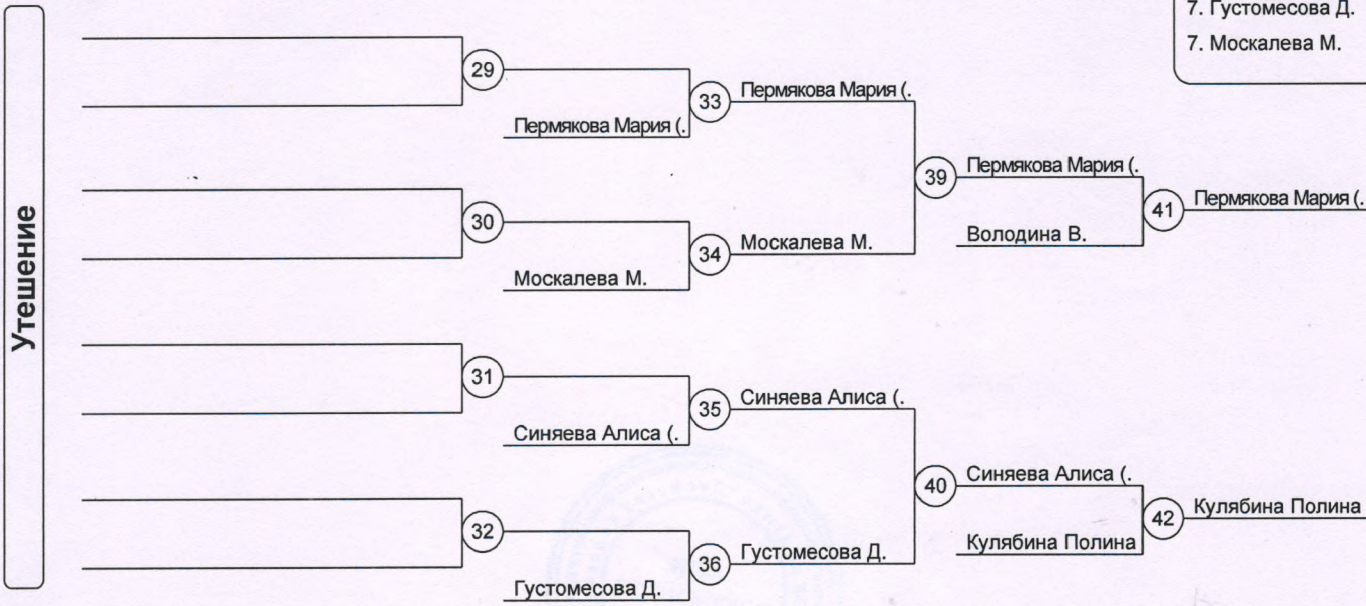 7. Густомесова Д.
7. Москалева М.
Утешение
29
33
Пермякова Мария (.
Пермякова Мария (.
39
Пермякова Мария (.
41
Пермякова Мария (.
Володина В.
30
34
Москалева М.
Москалева М.
31
35
Синяева Алиса (.
Синяева Алиса (.
40
Синяева Алиса (.
42
Кулябина Полина
Кулябина Полина
32
36
Густомесова Д.
Густомесова Д.